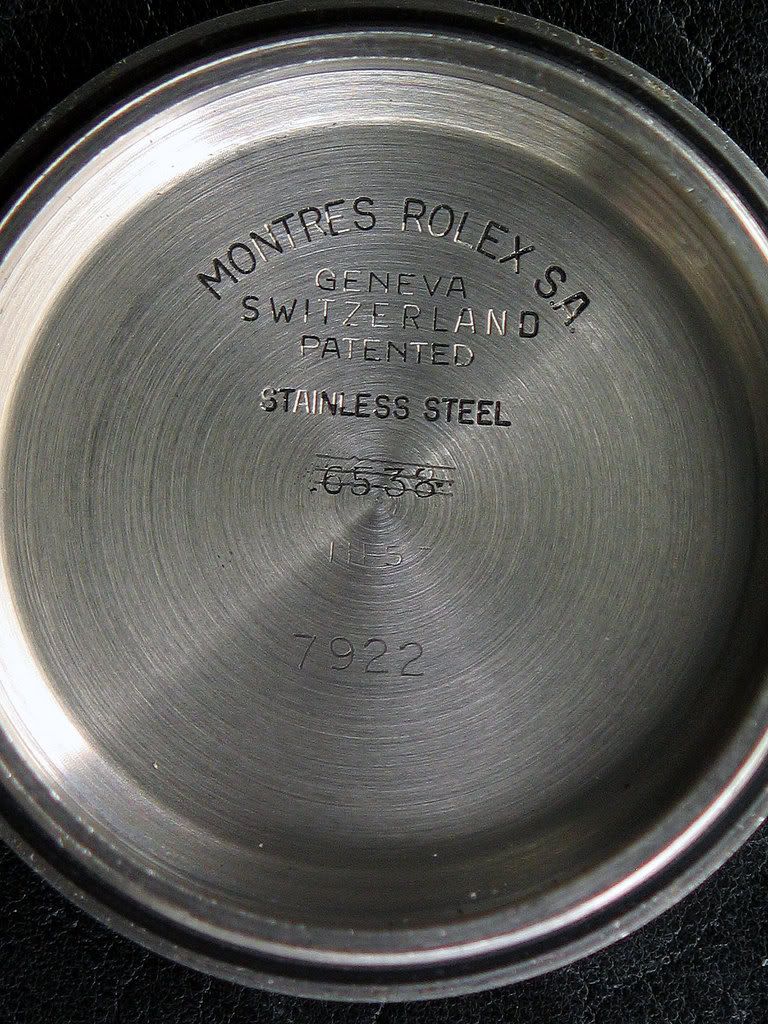 MONTRES ROLEX S.A.
GENEVA
SWITZERLAND
PATENTED
STAINLESS STEEL
6538
7922